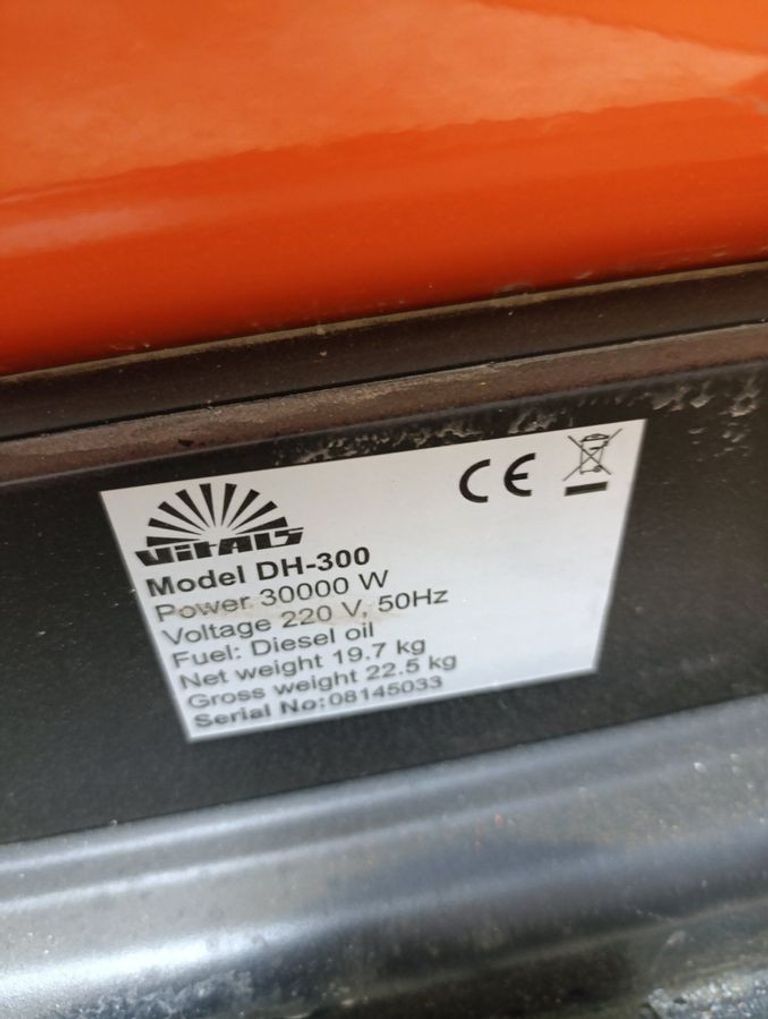 CE
Vitals
Model DH-300
Power 30000 W
Voltage 220 V, 50Hz
Fuel: Diesel oil
Net weight 19.7 kg
Gross weight 22.5 kg
Serial No:08145033